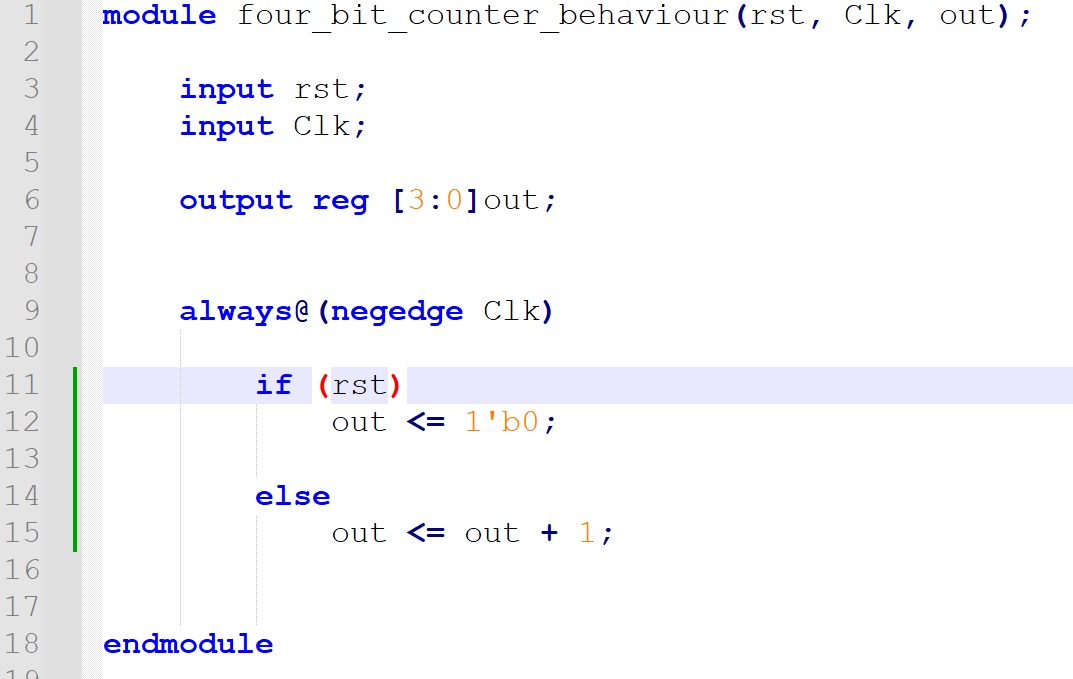 1 module four_bit_counter_behaviour(rst, Clk, out);
2
3 input rst;
4 input Clk;
5
6 output reg [3:0]out;
7
8
9 always@(negedge Clk)
10
11 if (rst)
12 out <= 1'b0;
13
14 else
15 out <= out + 1;
16
17
18 endmodule
19